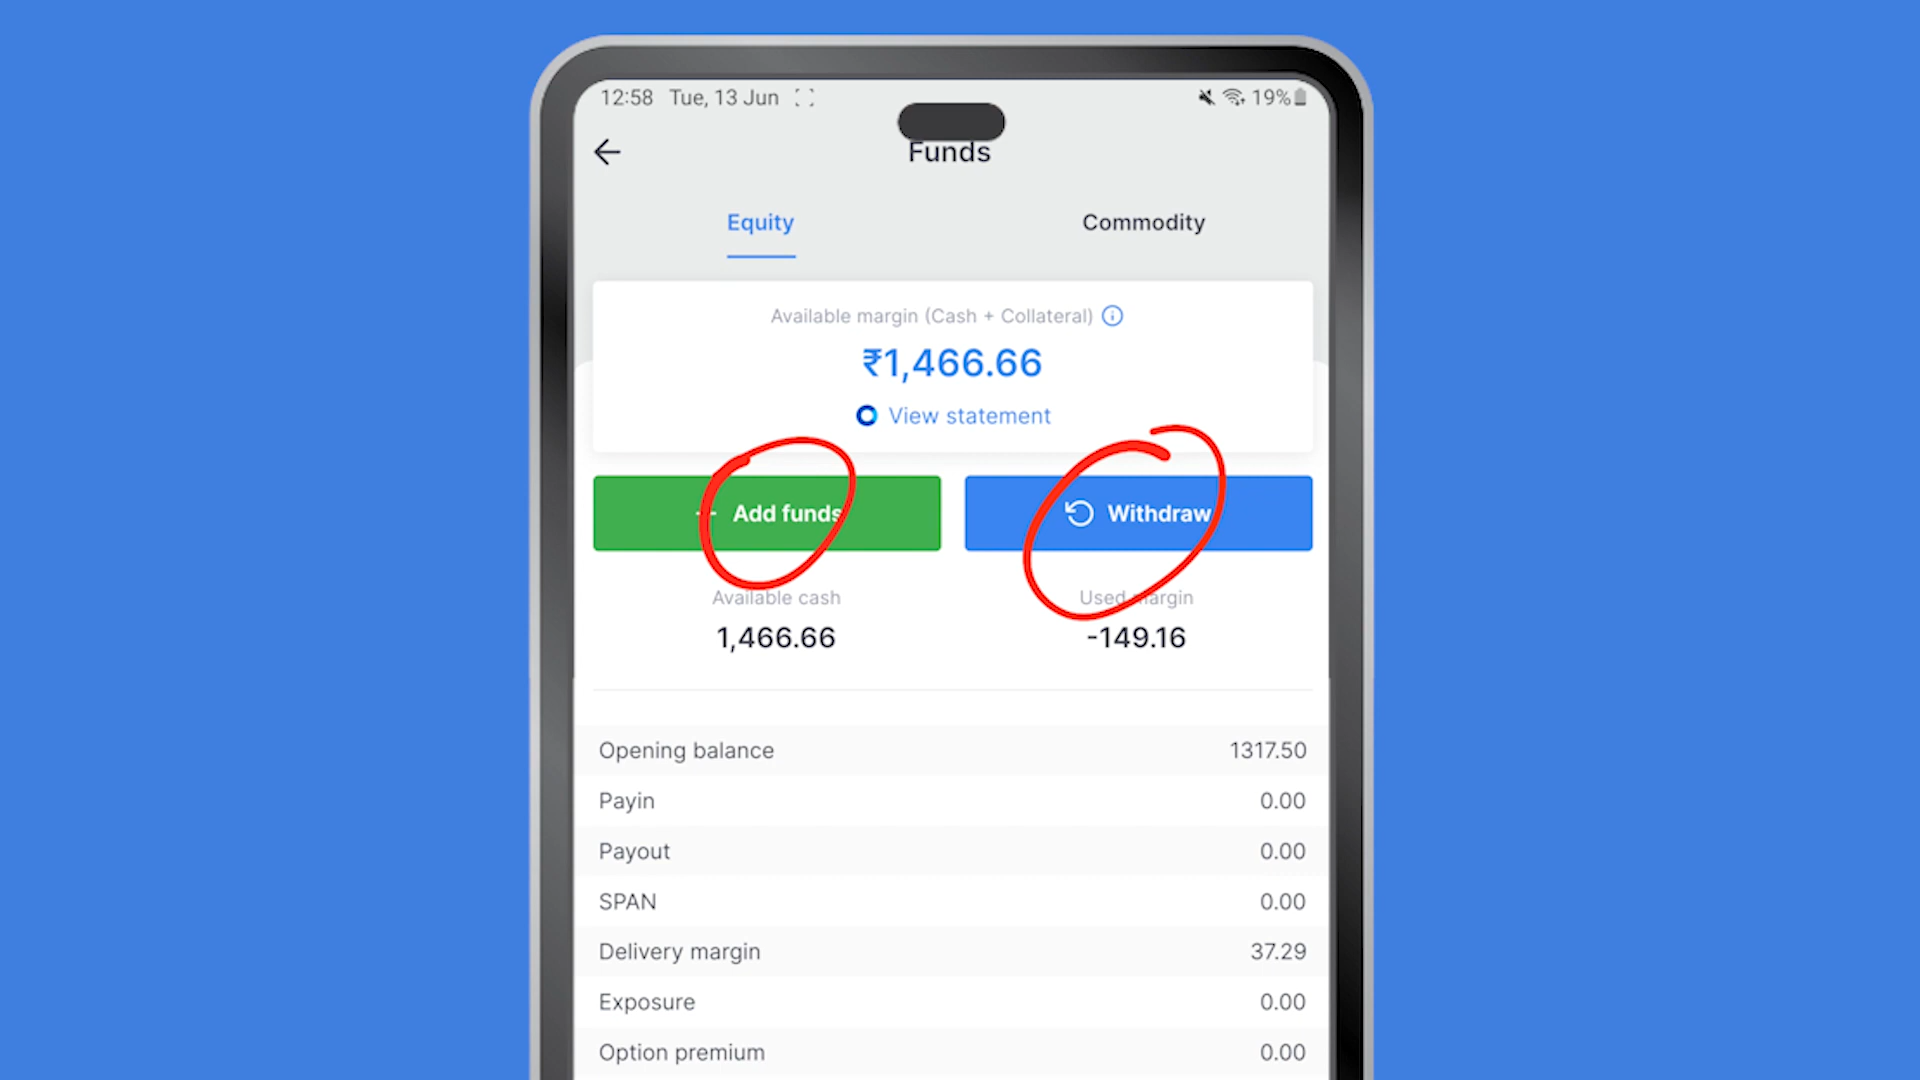 12:58 Tue, 13 Jun 19%
Funds
Equity Commodity
Available margin (Cash + Collateral)
₹1,466.66
View statement
Add funds Withdraw
Available cash Used margin
1,466.66 -149.16
Opening balance 1317.50
Payin 0.00
Payout 0.00
SPAN 0.00
Delivery margin 37.29
Exposure 0.00
Option premium 0.00